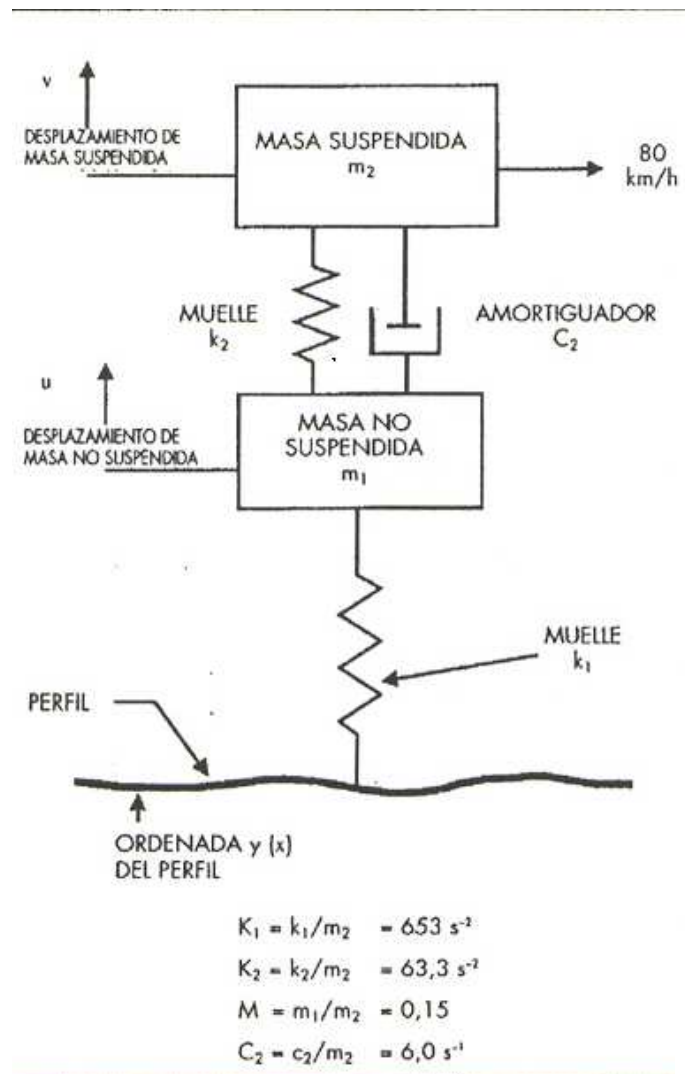 v
DESPLAZAMIENTO DE
MASA SUSPENDIDA
MASA SUSPENDIDA
m₂
80
km/h
MUELLE
k₂
AMORTIGUADOR
C₂
u
DESPLAZAMIENTO DE
MASA NO SUSPENDIDA
MASA NO
SUSPENDIDA
m₁
MUELLE
k₁
PERFIL
ORDENADA y (x)
DEL PERFIL
K₁ = k₁/m₂ = 653 s⁻²
K₂ = k₂/m₂ = 63,3 s⁻²
M = m₁/m₂ = 0,15
C₂ = c₂/m₂ = 6,0 s⁻¹